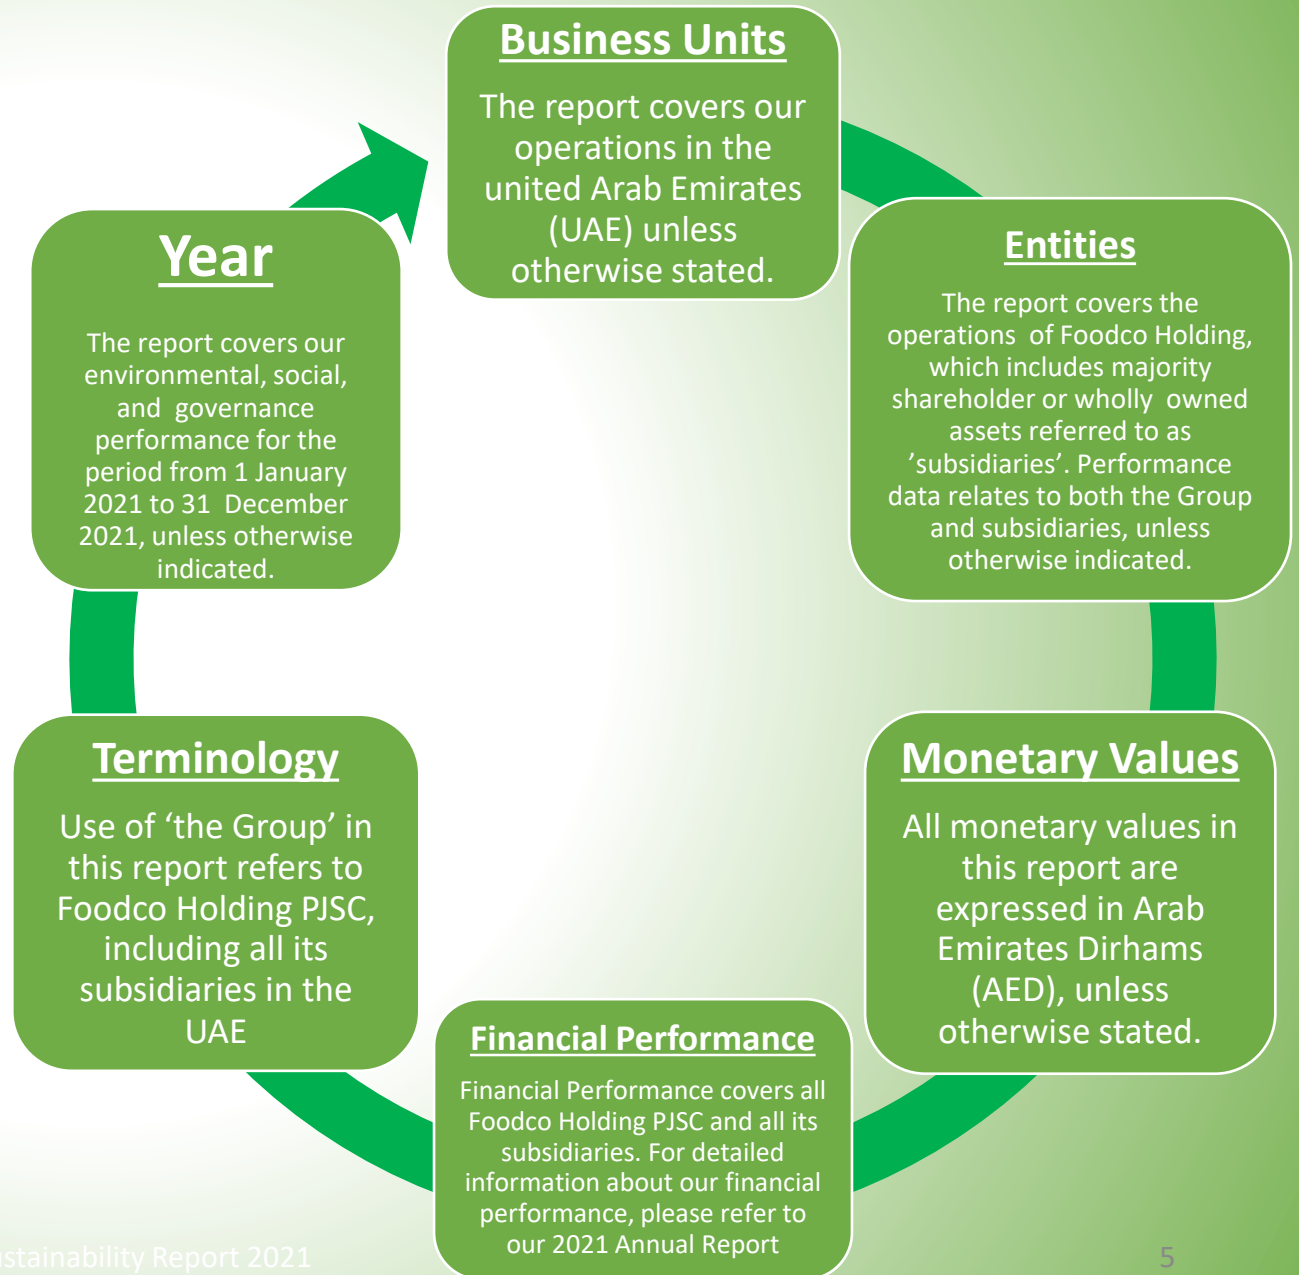 Business Units
The report covers our
operations in the
united Arab Emirates
(UAE) unless
otherwise stated.
Entities
The report covers the
operations of Foodco Holding,
which includes majority
shareholder or wholly owned
assets referred to as
’subsidiaries’. Performance
data relates to both the Group
and subsidiaries, unless
otherwise indicated.
Monetary Values
All monetary values in
this report are
expressed in Arab
Emirates Dirhams
(AED), unless
otherwise stated.
Financial Performance
Financial Performance covers all
Foodco Holding PJSC and all its
subsidiaries. For detailed
information about our financial
performance, please refer to
our 2021 Annual Report
Terminology
Use of ‘the Group’ in
this report refers to
Foodco Holding PJSC,
including all its
subsidiaries in the
UAE
Year
The report covers our
environmental, social,
and governance
performance for the
period from 1 January
2021 to 31 December
2021, unless otherwise
indicated.
ustainability Report 2021
5